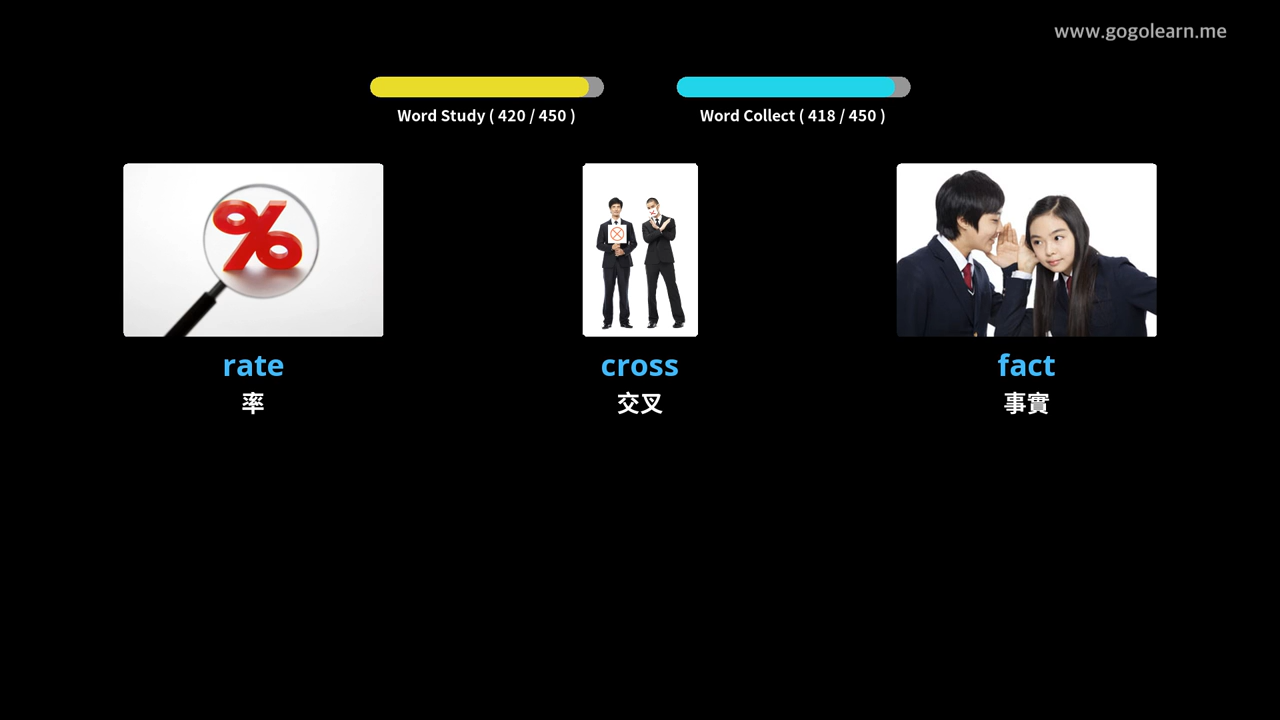 www.gogolearn.me
Word Study ( 420 / 450 )
Word Collect ( 418 / 450 )
%
rate
率
cross
交叉
fact
事實